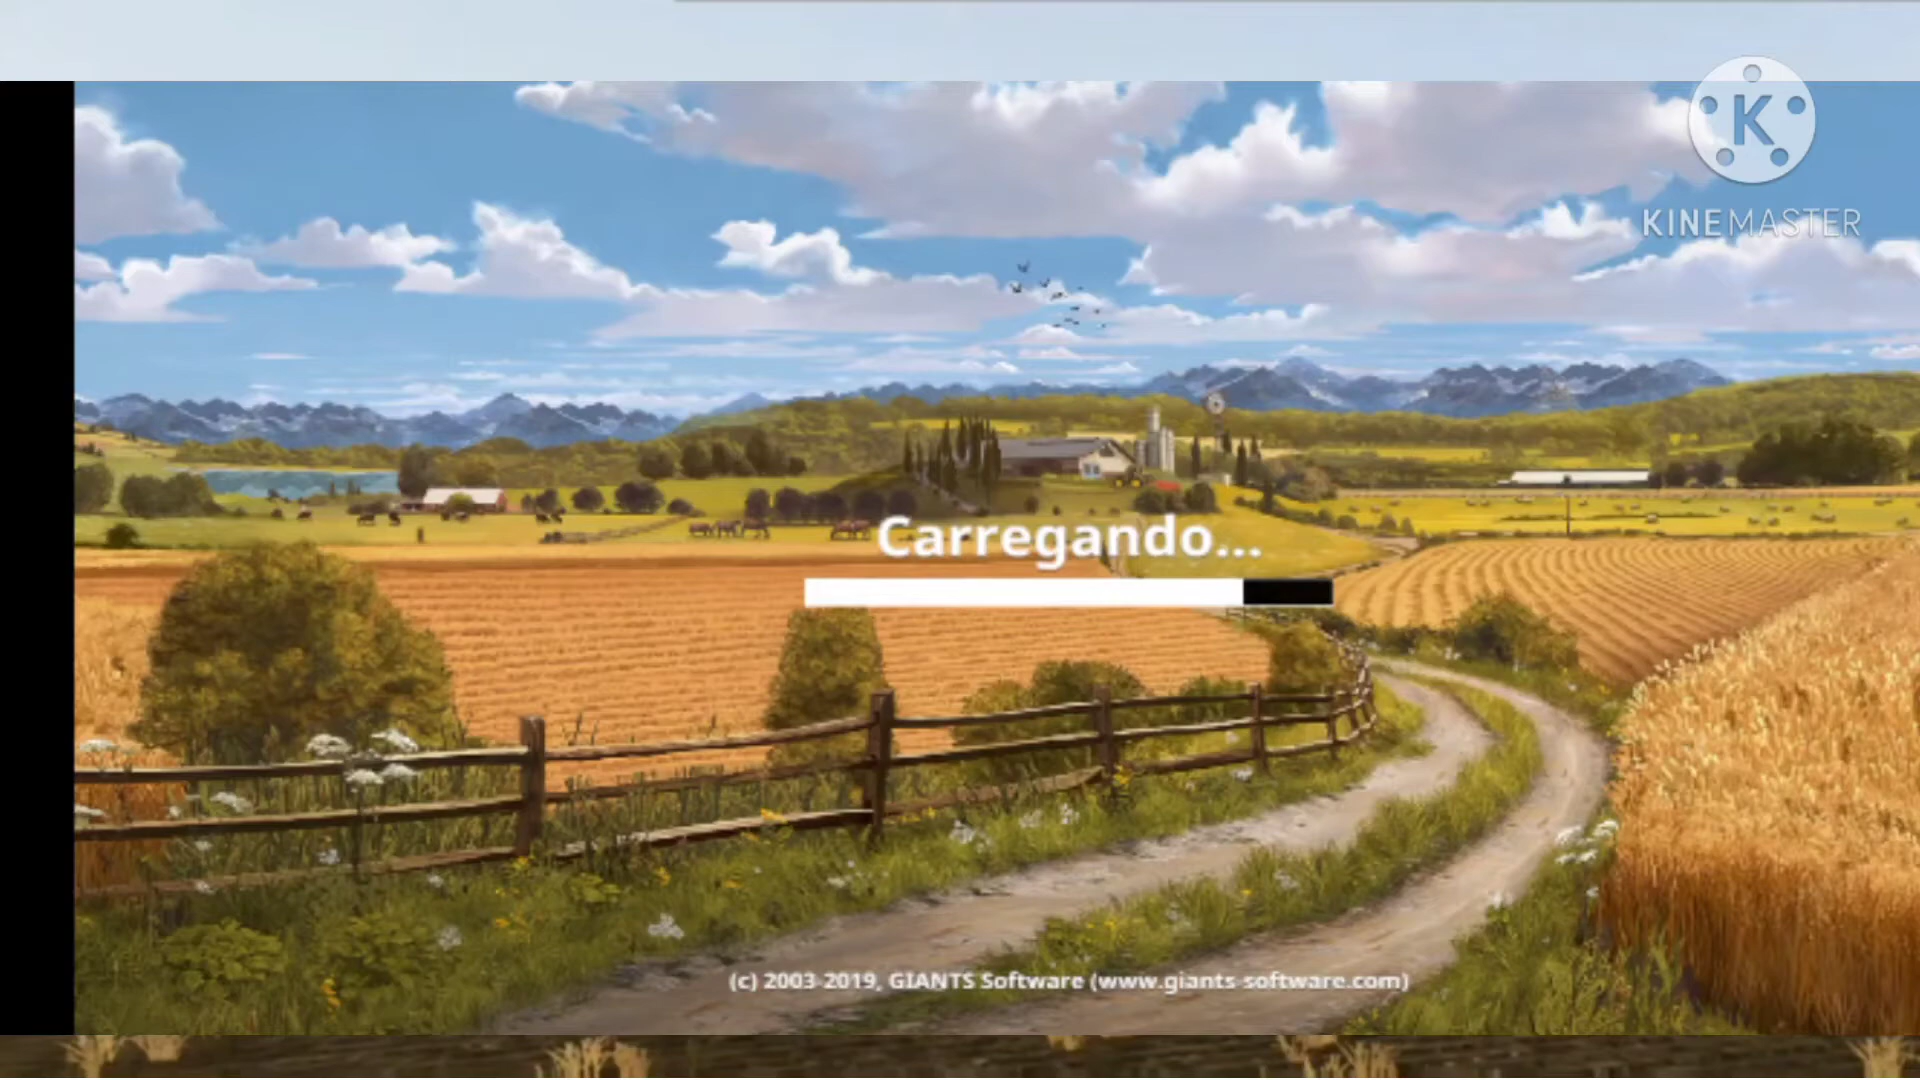 K
KINEMASTER
Carregando...
(c) 2003-2019, GIANTS Software (www.giants-software.com)